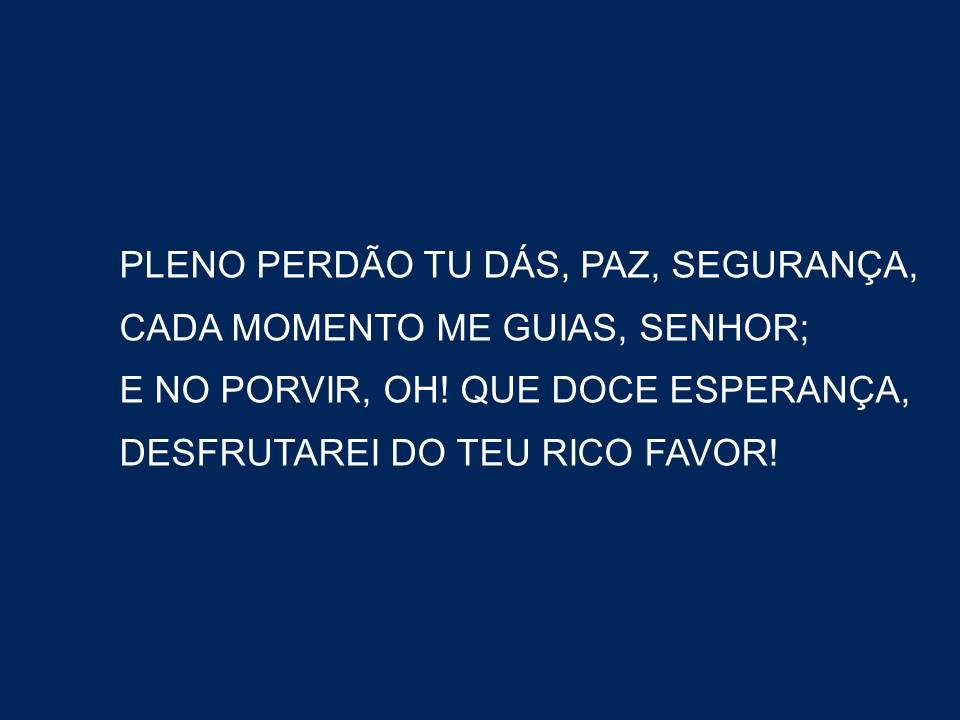 PLENO PERDÃO TU DÁS, PAZ, SEGURANÇA,
CADA MOMENTO ME GUIAS, SENHOR;
E NO PORVIR, OH! QUE DOCE ESPERANÇA,
DESFRUTAREI DO TEU RICO FAVOR!